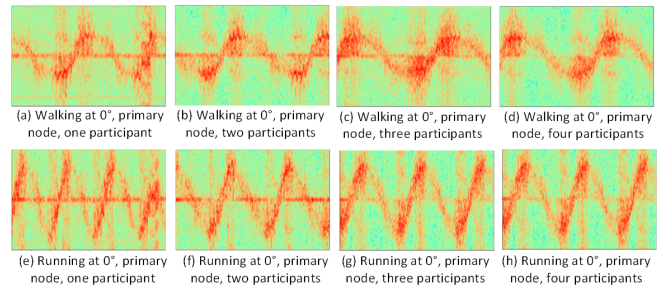 (a) Walking at 0°, primary
node, one participant
(b) Walking at 0°, primary
node, two participants
(c) Walking at 0°, primary
node, three participants
(d) Walking at 0°, primary
node, four participants
(e) Running at 0°, primary
node, one participant
(f) Running at 0°, primary
node, two participants
(g) Running at 0°, primary
node, three participants
(h) Running at 0°, primary
node, four participants